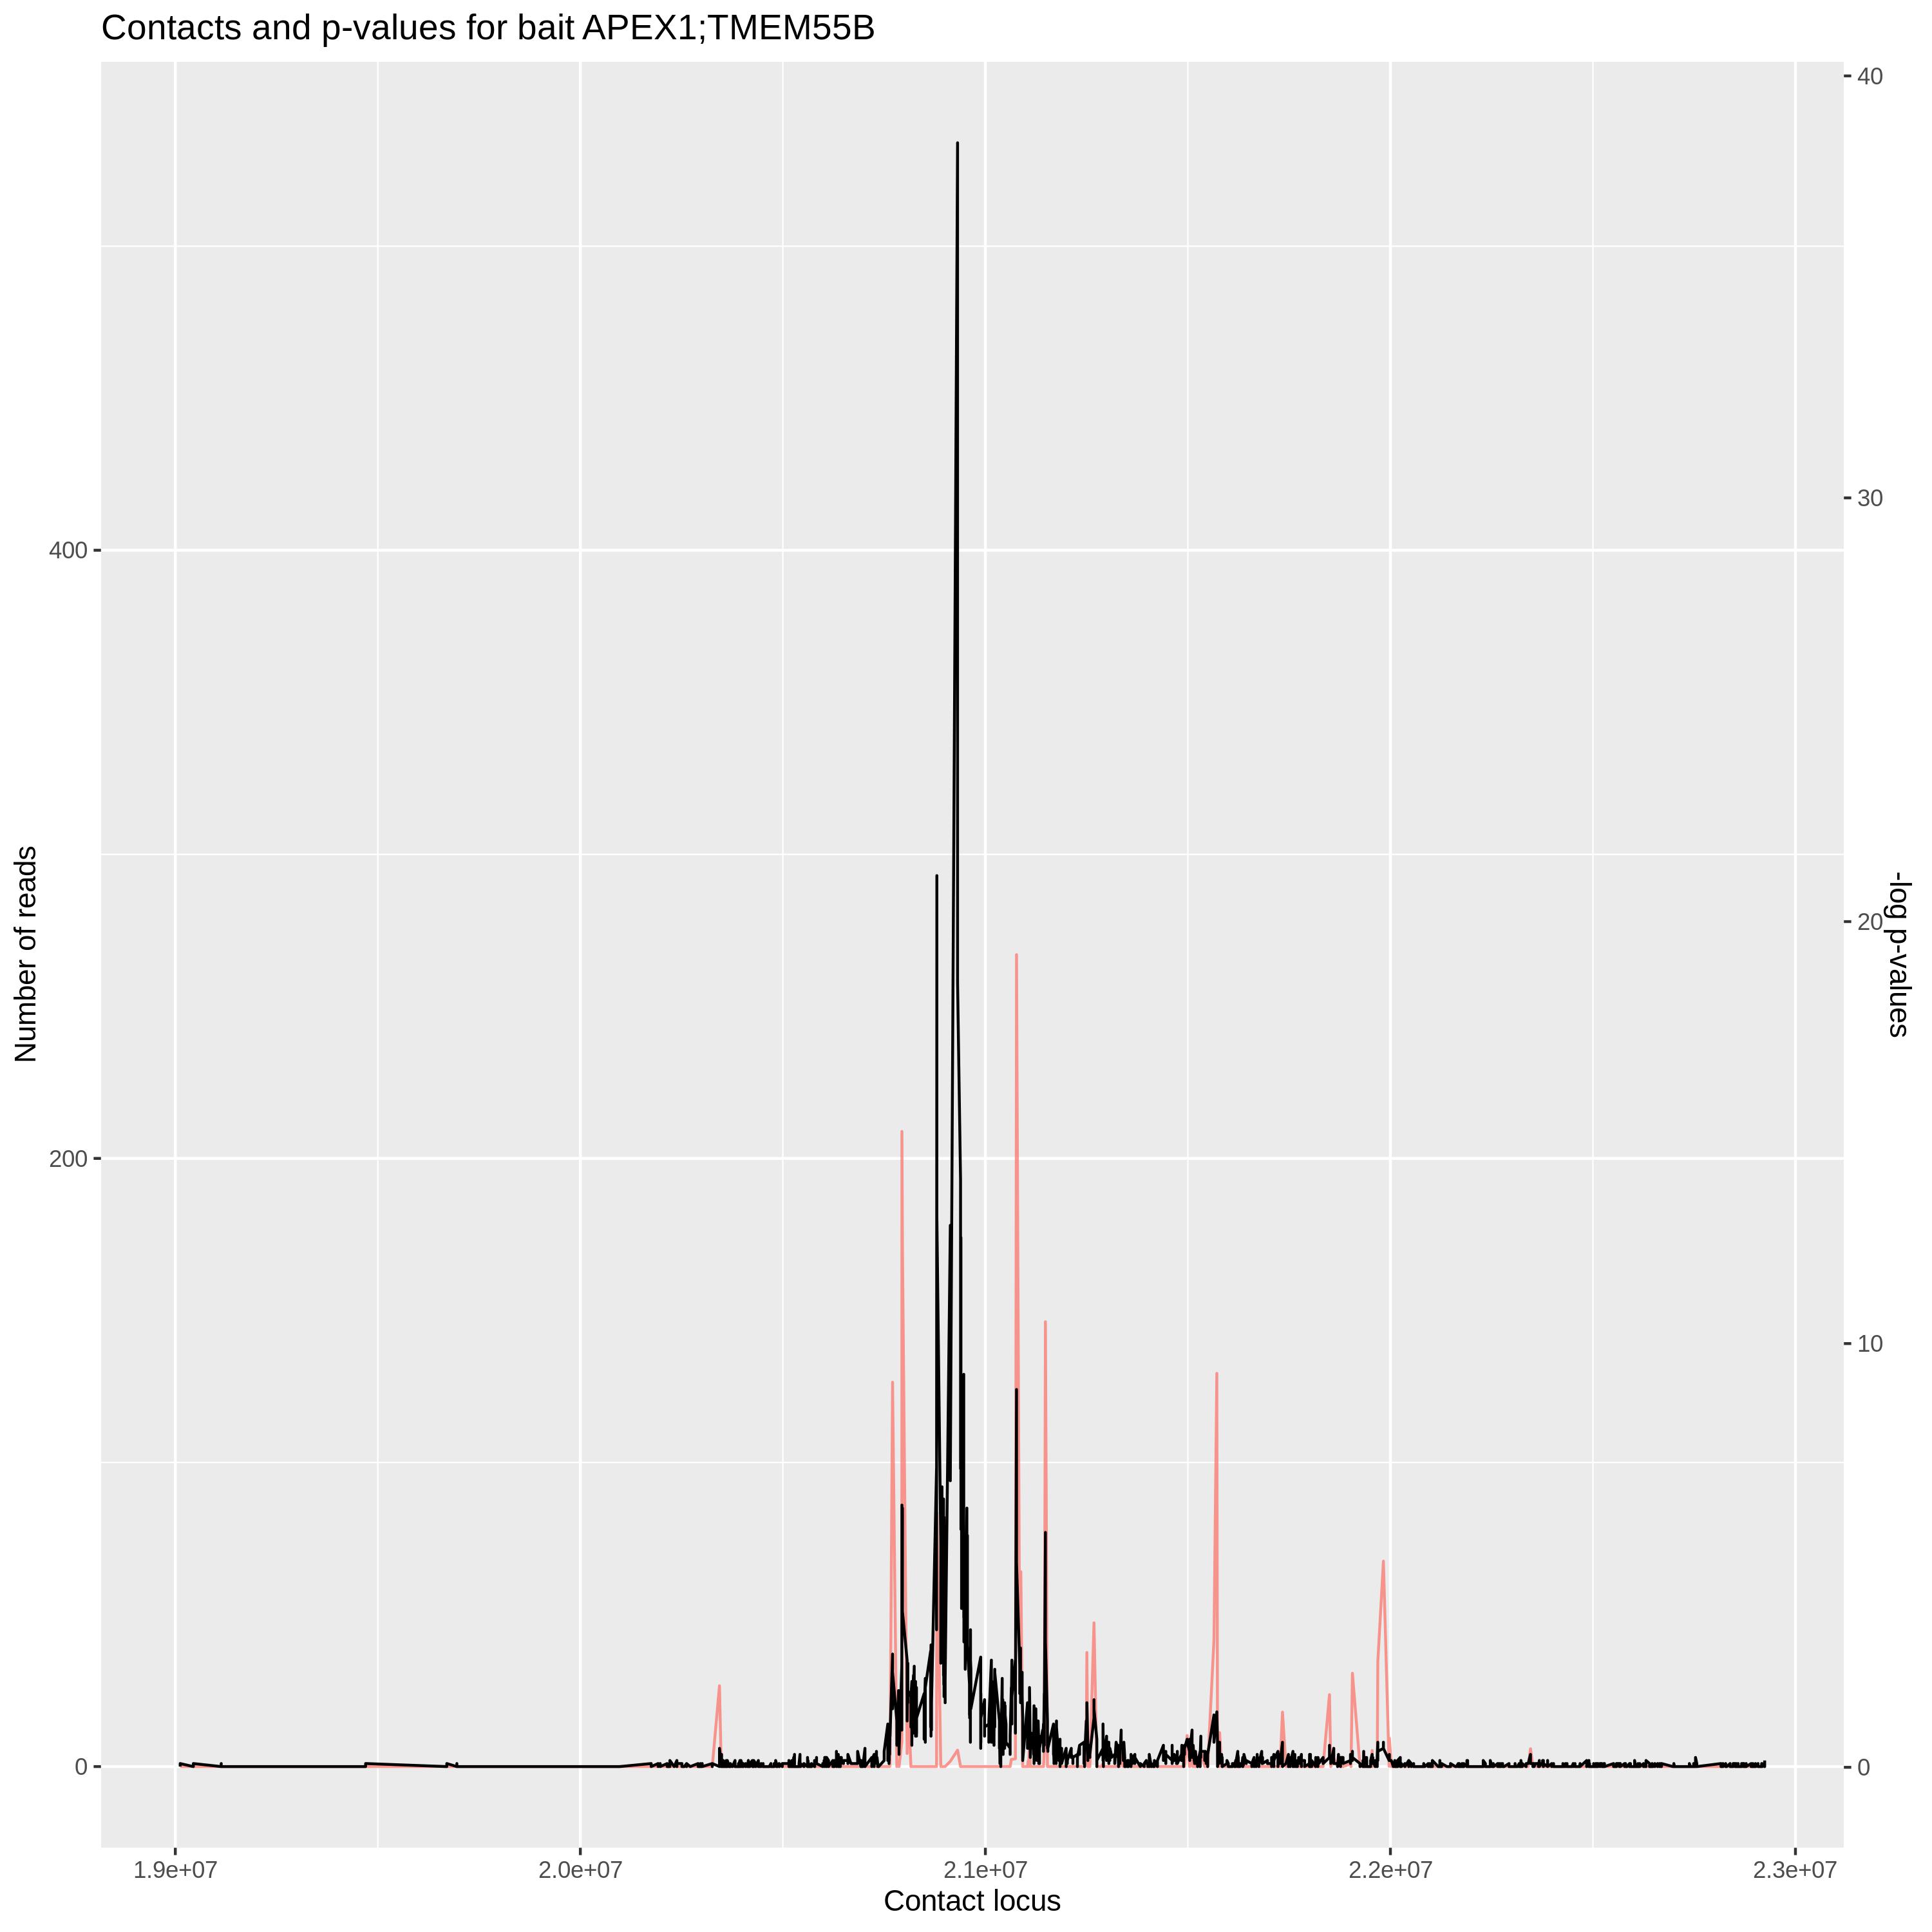 Contacts and p-values for bait APEX1;TMEM55B
40
30
400
20
200
10
0
0
Number of reads
-log p-values
1.9e+07 2.0e+07 2.1e+07 2.2e+07 2.3e+07
Contact locus